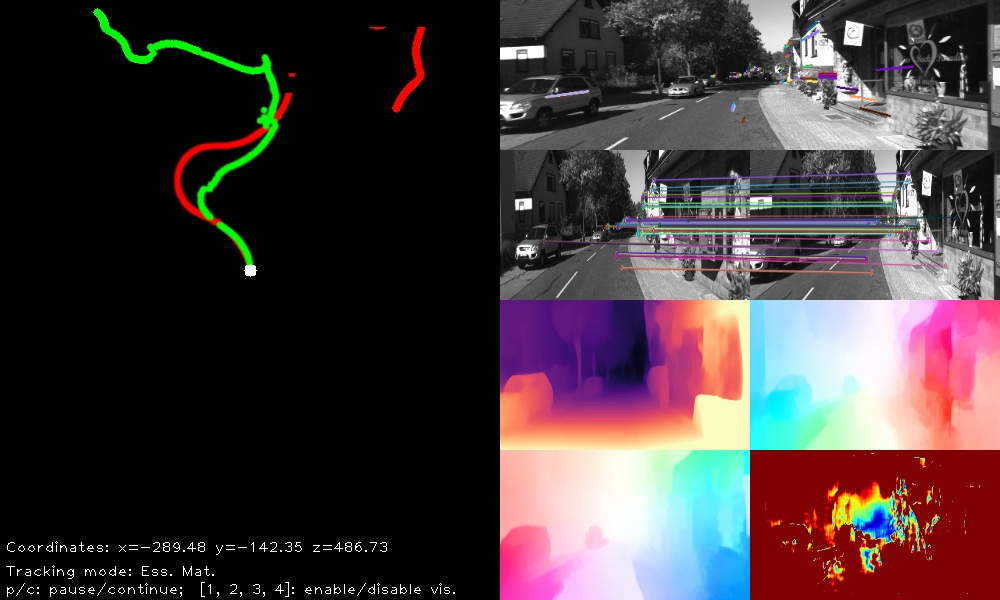 Coordinates: x=-289.48 y=-142.35 z=486.73
Tracking mode: Ess. Mat.
p/c: pause/continue; [1, 2, 3, 4]: enable/disable vis.